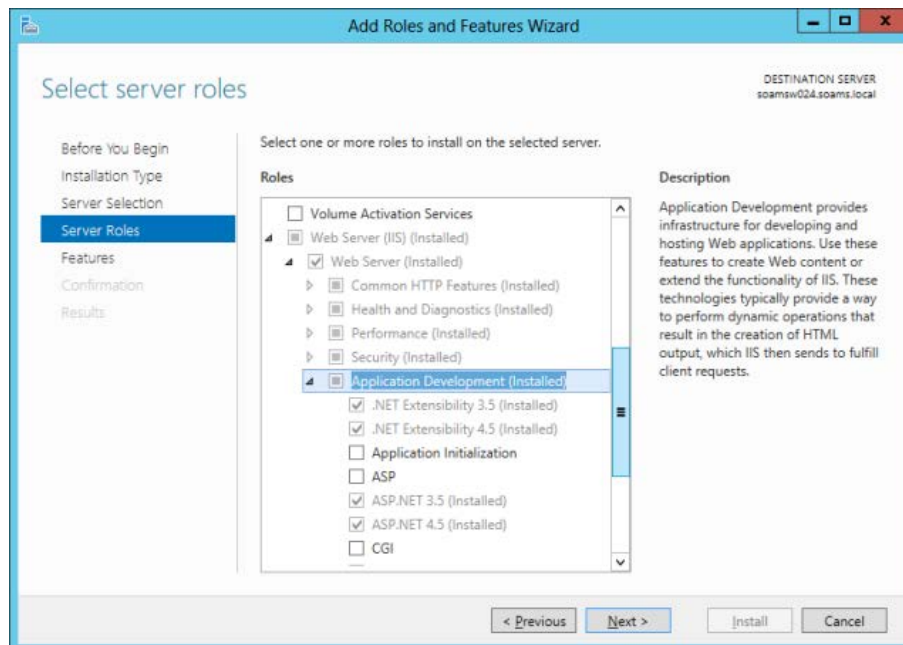 Add Roles and Features Wizard
Select server roles
DESTINATION SERVER
soamsw024.soams.local
Before You Begin
Installation Type
Server Selection
Server Roles
Features
Confirmation
Results
Select one or more roles to install on the selected server.
Roles
Volume Activation Services
Web Server (IIS) (Installed)
Web Server (Installed)
Common HTTP Features (Installed)
Health and Diagnostics (Installed)
Performance (Installed)
Security (Installed)
Application Development (Installed)
.NET Extensibility 3.5 (Installed)
.NET Extensibility 4.5 (Installed)
Application Initialization
ASP
ASP.NET 3.5 (Installed)
ASP.NET 4.5 (Installed)
CGI
Description
Application Development provides
infrastructure for developing and
hosting Web applications. Use these
features to create Web content or
extend the functionality of IIS. These
technologies typically provide a way
to perform dynamic operations that
result in the creation of HTML
output, which IIS then sends to fulfill
client requests.
< Previous
Next >
Install
Cancel